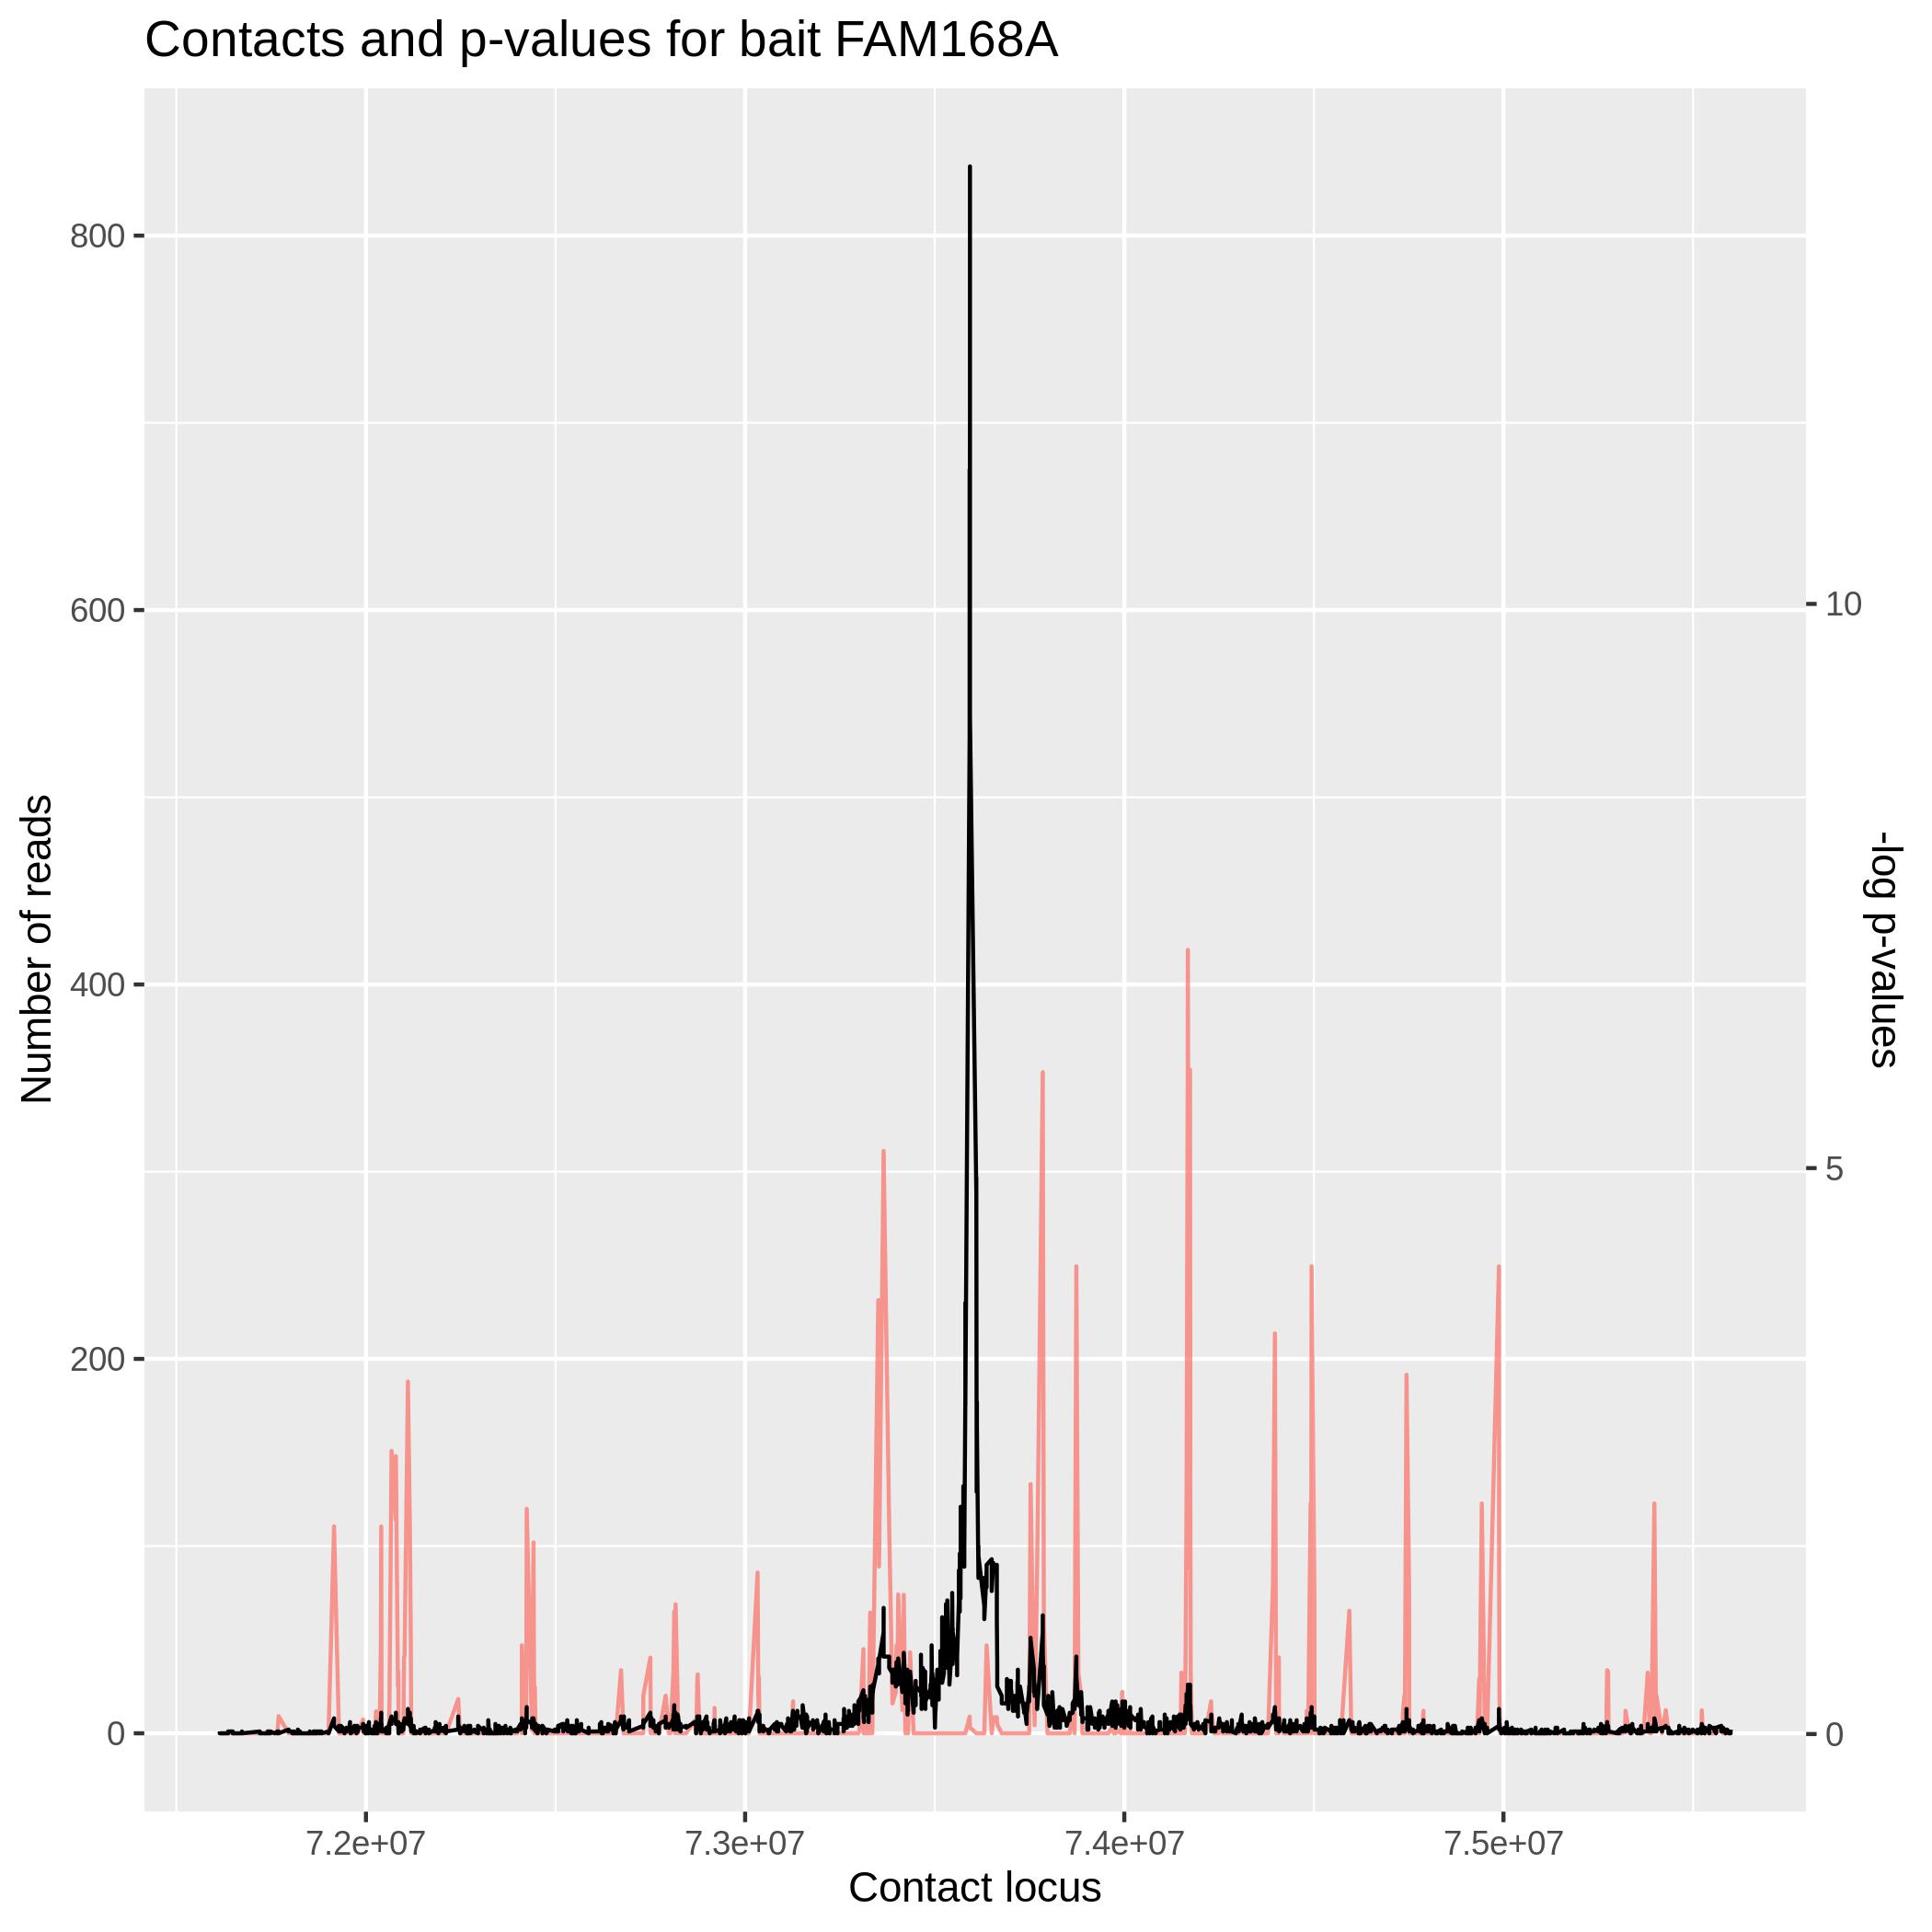 Contacts and p-values for bait FAM168A
800
600
400
200
0
Number of reads
10
5
0
-log p-values
7.2e+07
7.3e+07
7.4e+07
7.5e+07
Contact locus